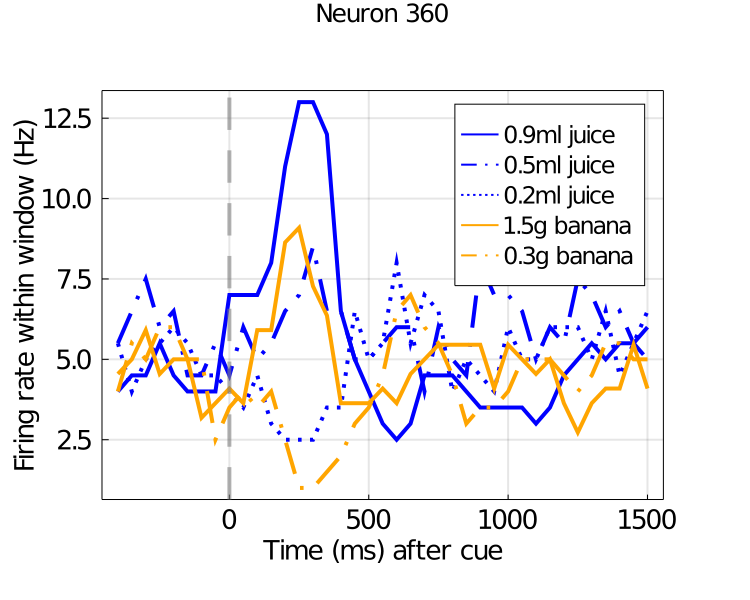 Neuron 360
Firing rate within window (Hz)
12.5
10.0
7.5
5.0
2.5
0.9ml juice
0.5ml juice
0.2ml juice
1.5g banana
0.3g banana
0
500
1000
1500
Time (ms) after cue